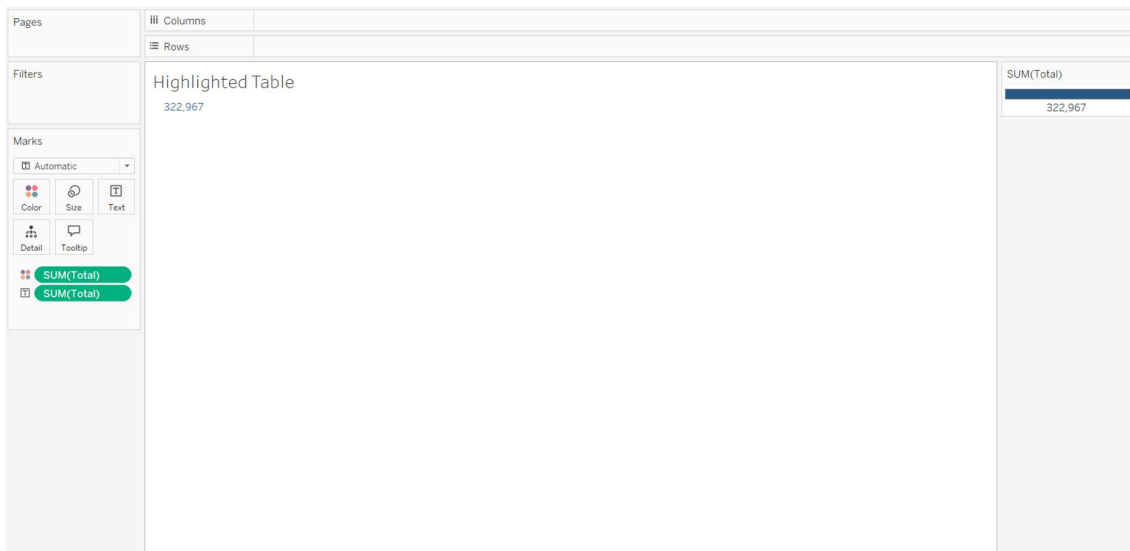 Pages
Columns
Rows
Filters
Highlighted Table
322,967
SUM(Total)
322,967
Marks
Automatic
Color
Size
Text
Detail
Tooltip
SUM(Total)
SUM(Total)